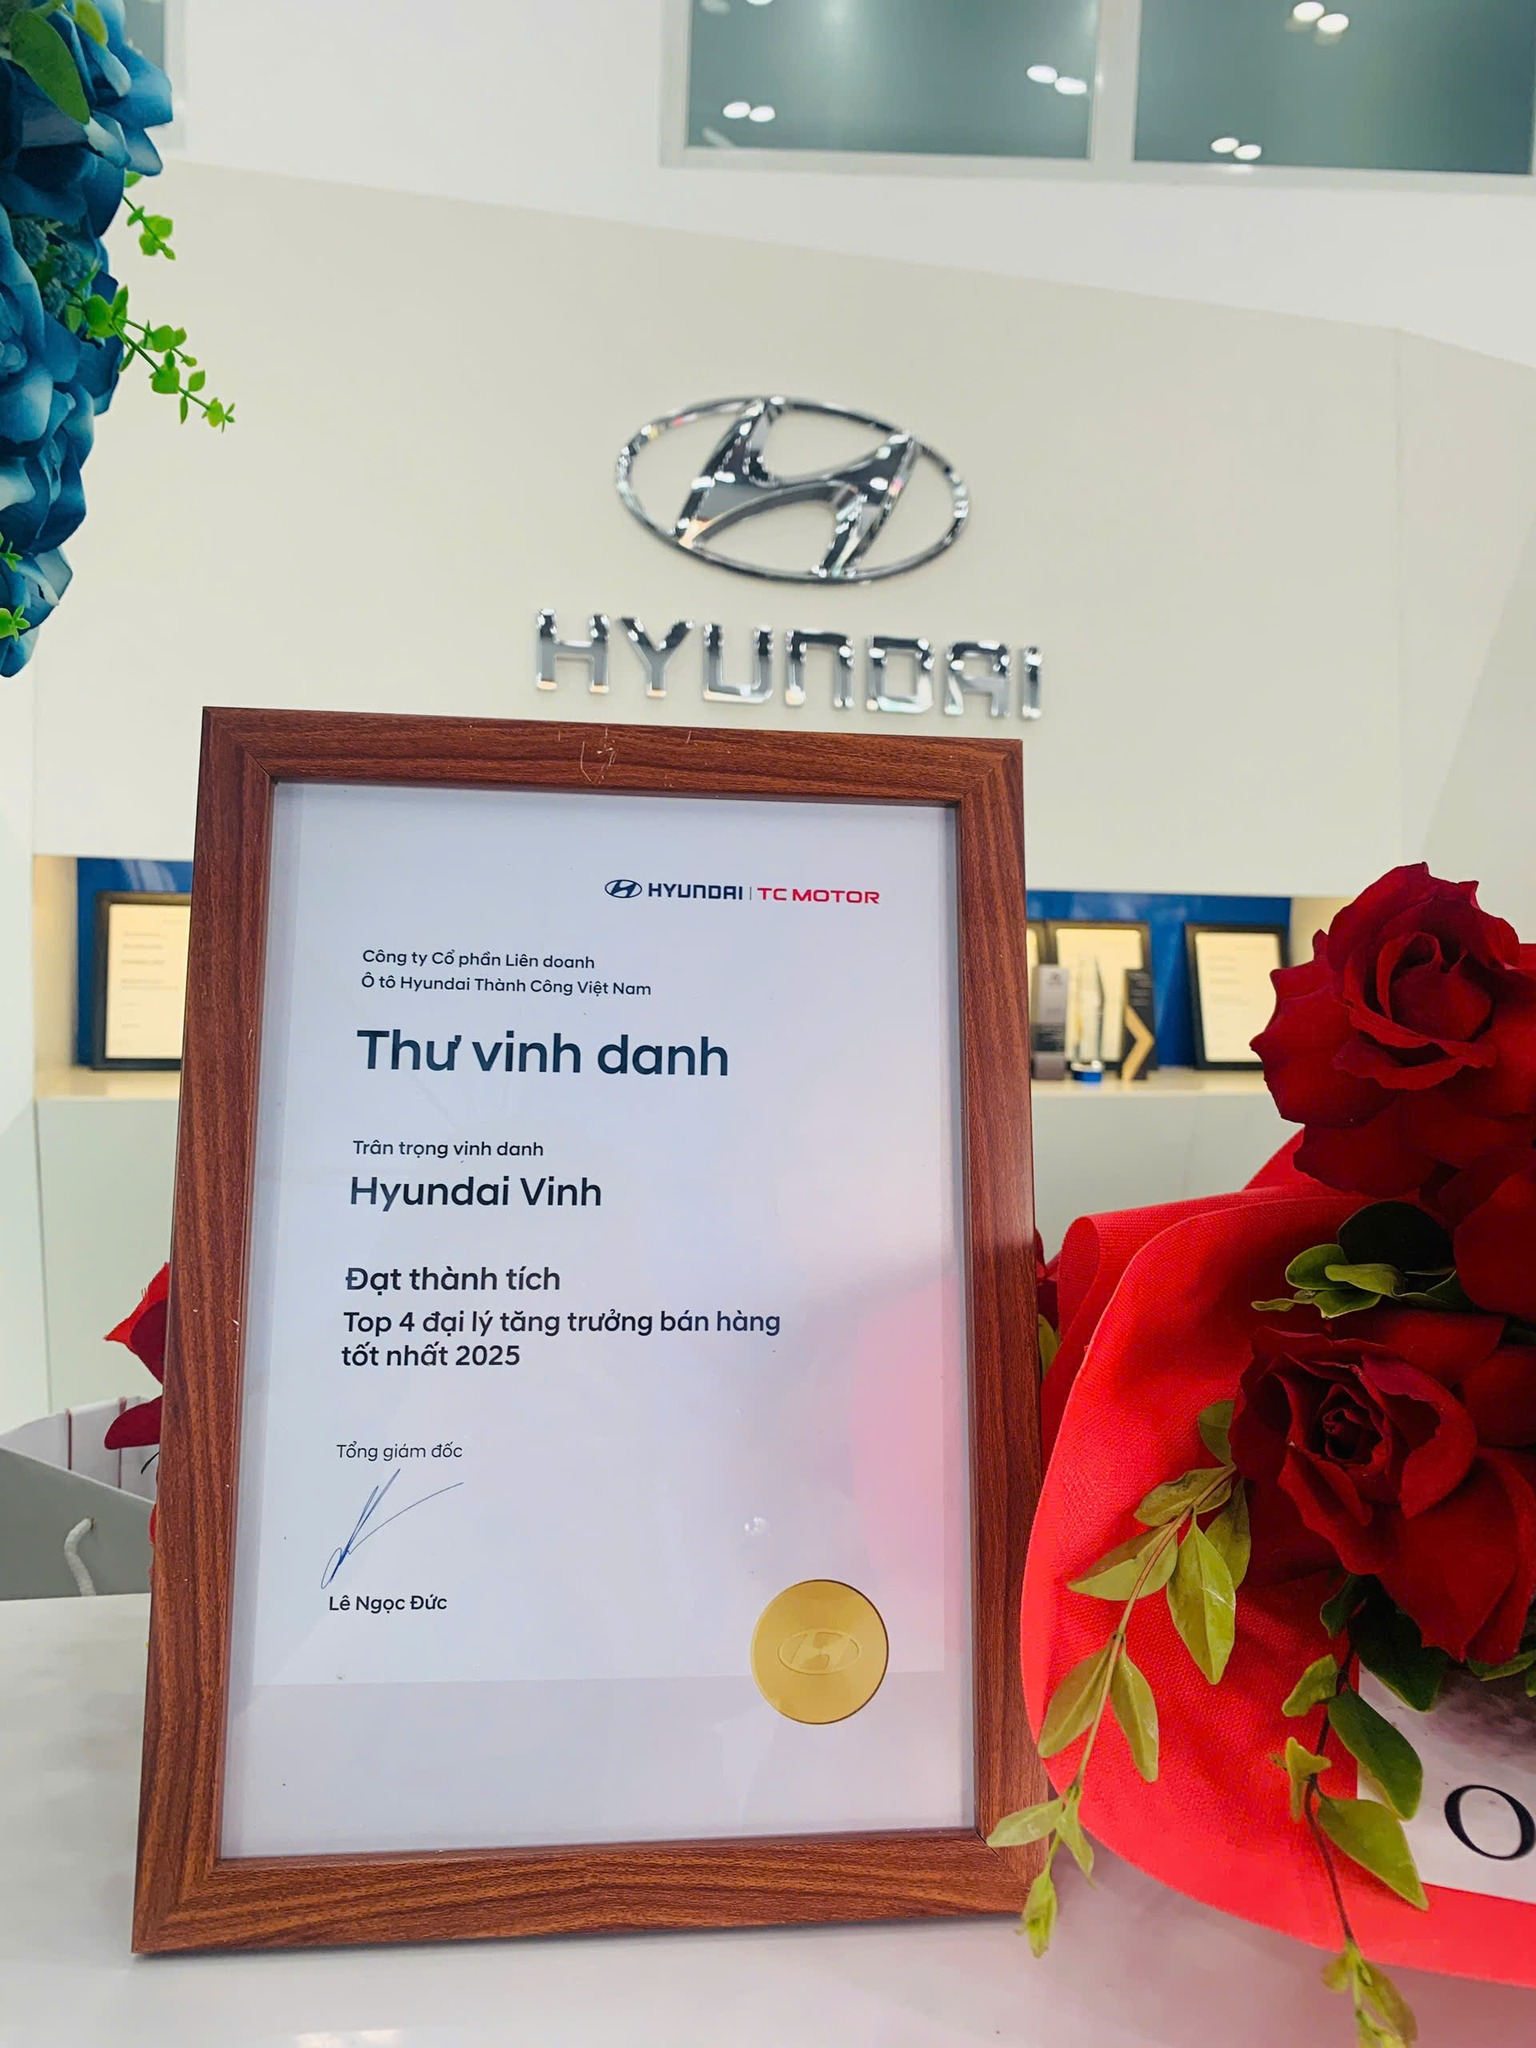 HYUNDAI
HYUNDAI | TC MOTOR
Công ty Cổ phần Liên doanh
Ô tô Hyundai Thành Công Việt Nam
Thư vinh danh
Trân trọng vinh danh
Hyundai Vinh
Đạt thành tích
Top 4 đại lý tăng trưởng bán hàng
tốt nhất 2025
Tổng giám đốc
Lê Ngọc Đức
O